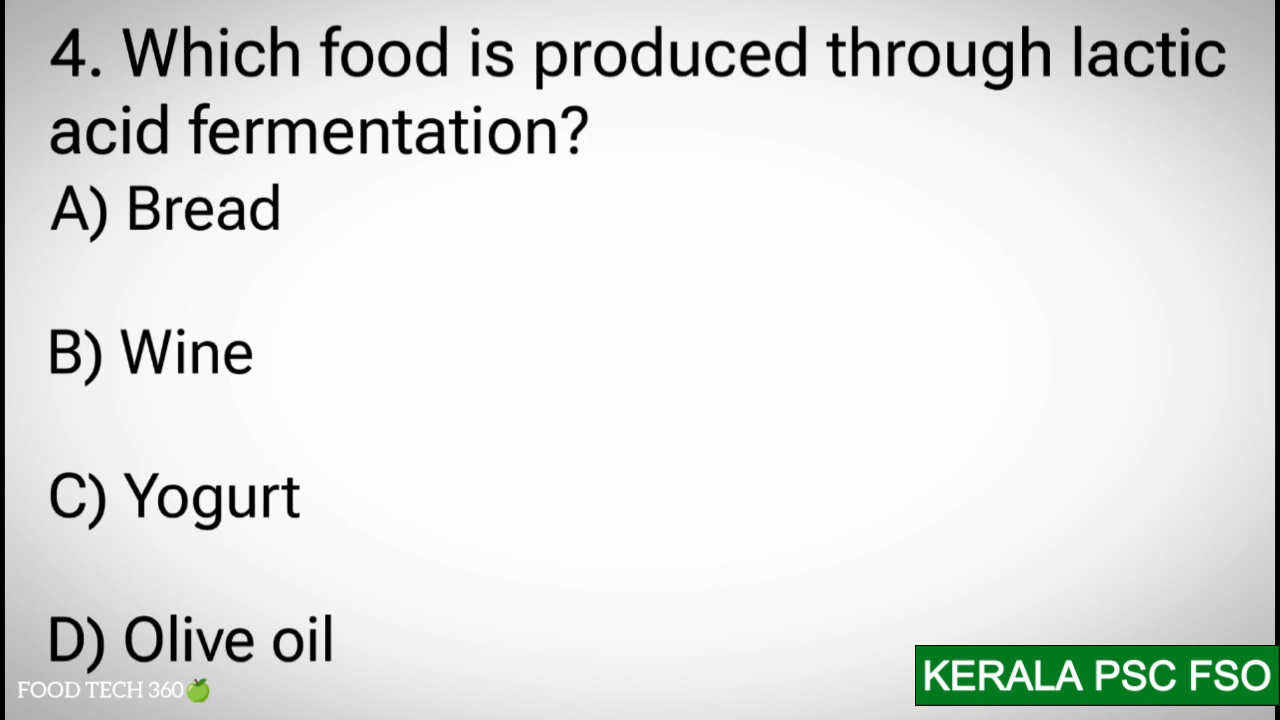 4. Which food is produced through lactic
acid fermentation?
A) Bread
B) Wine
C) Yogurt
D) Olive oil
FOOD TECH 360🍏
KERALA PSC FSO